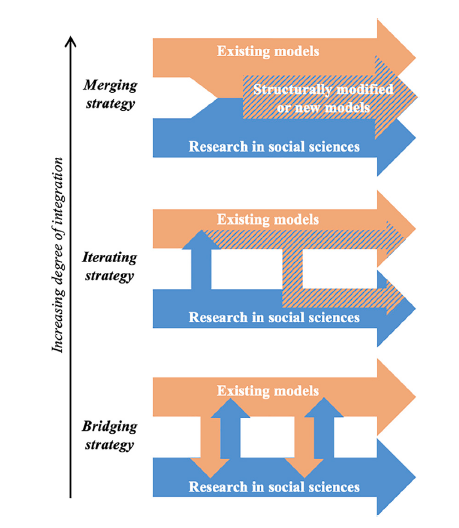 Existing models
Merging
strategy
Structurally modified
or new models
Research in social sciences
Increasing degree of integration
Existing models
Iterating
strategy
Research in social sciences
Existing models
Bridging
strategy
Research in social sciences